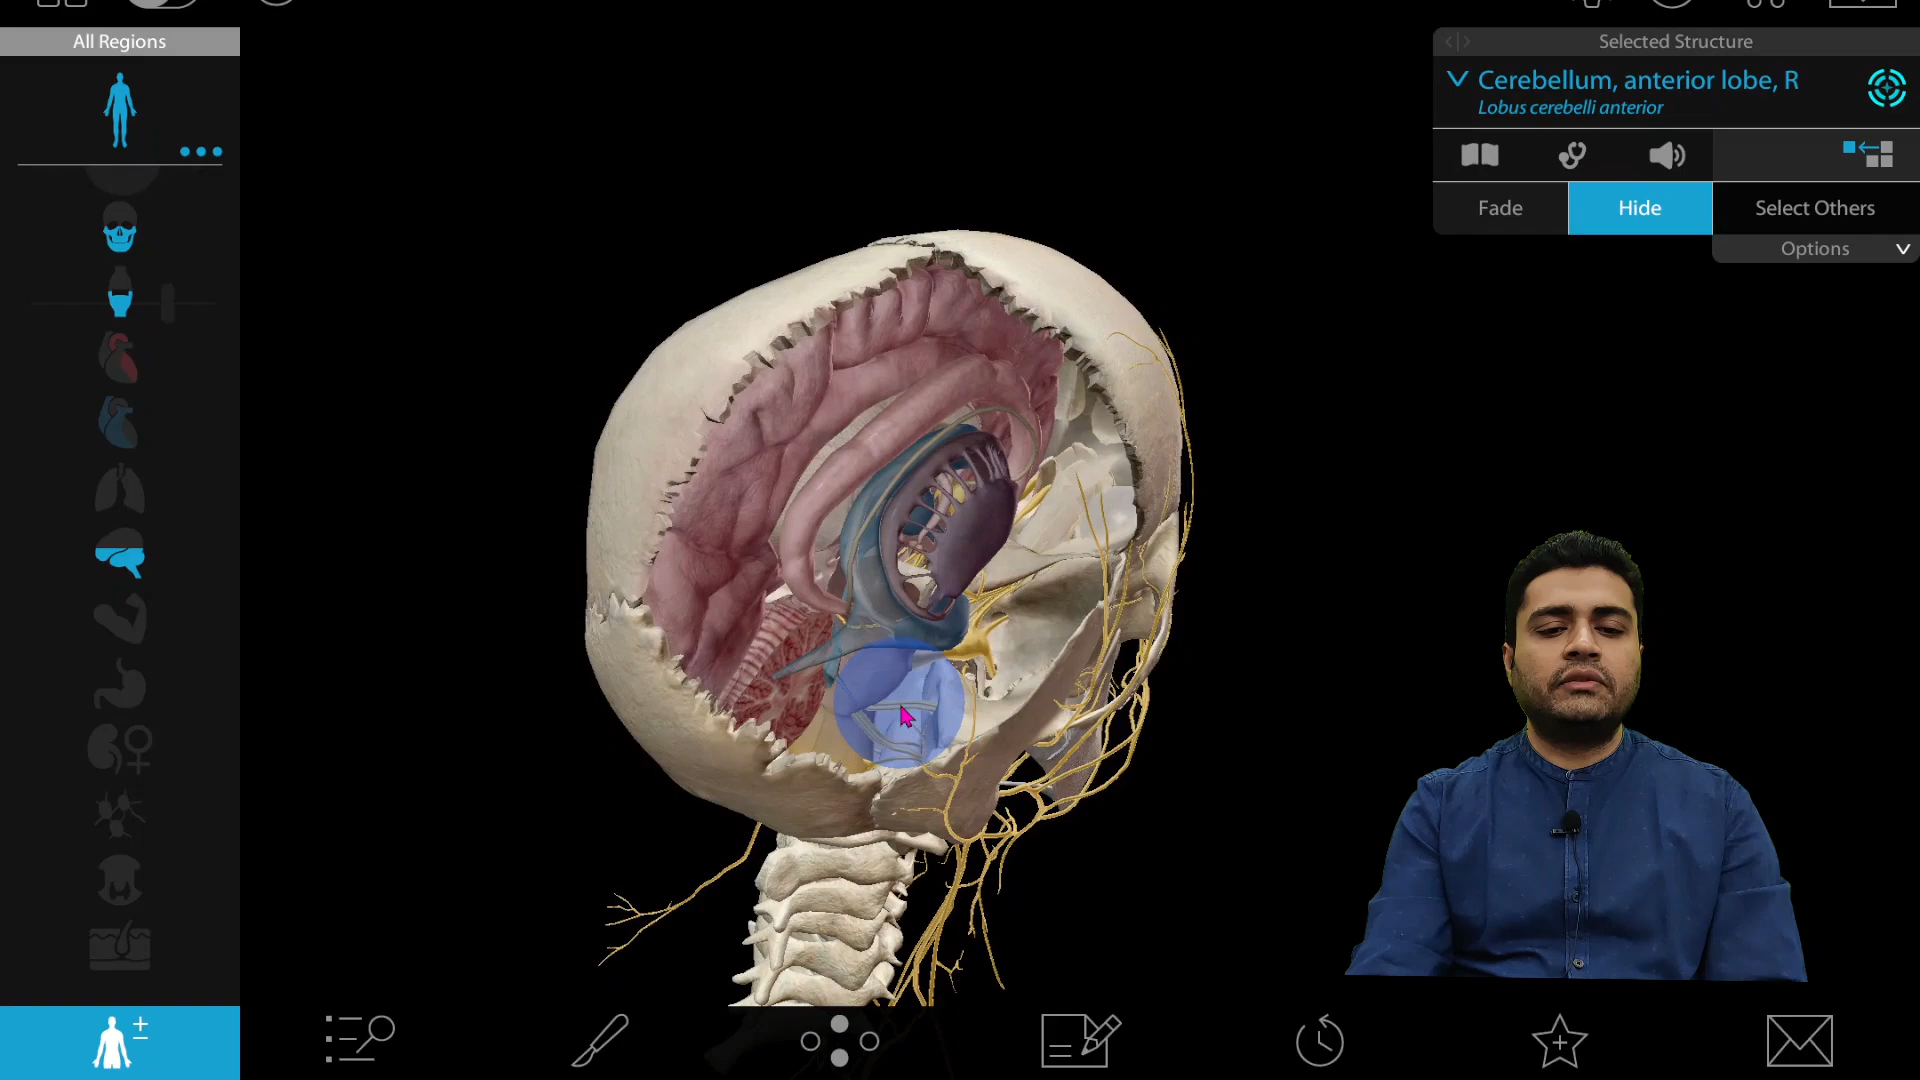 All Regions
Selected Structure
Cerebellum, anterior lobe, R
Lobus cerebelli anterior
Fade
Hide
Select Others
Options